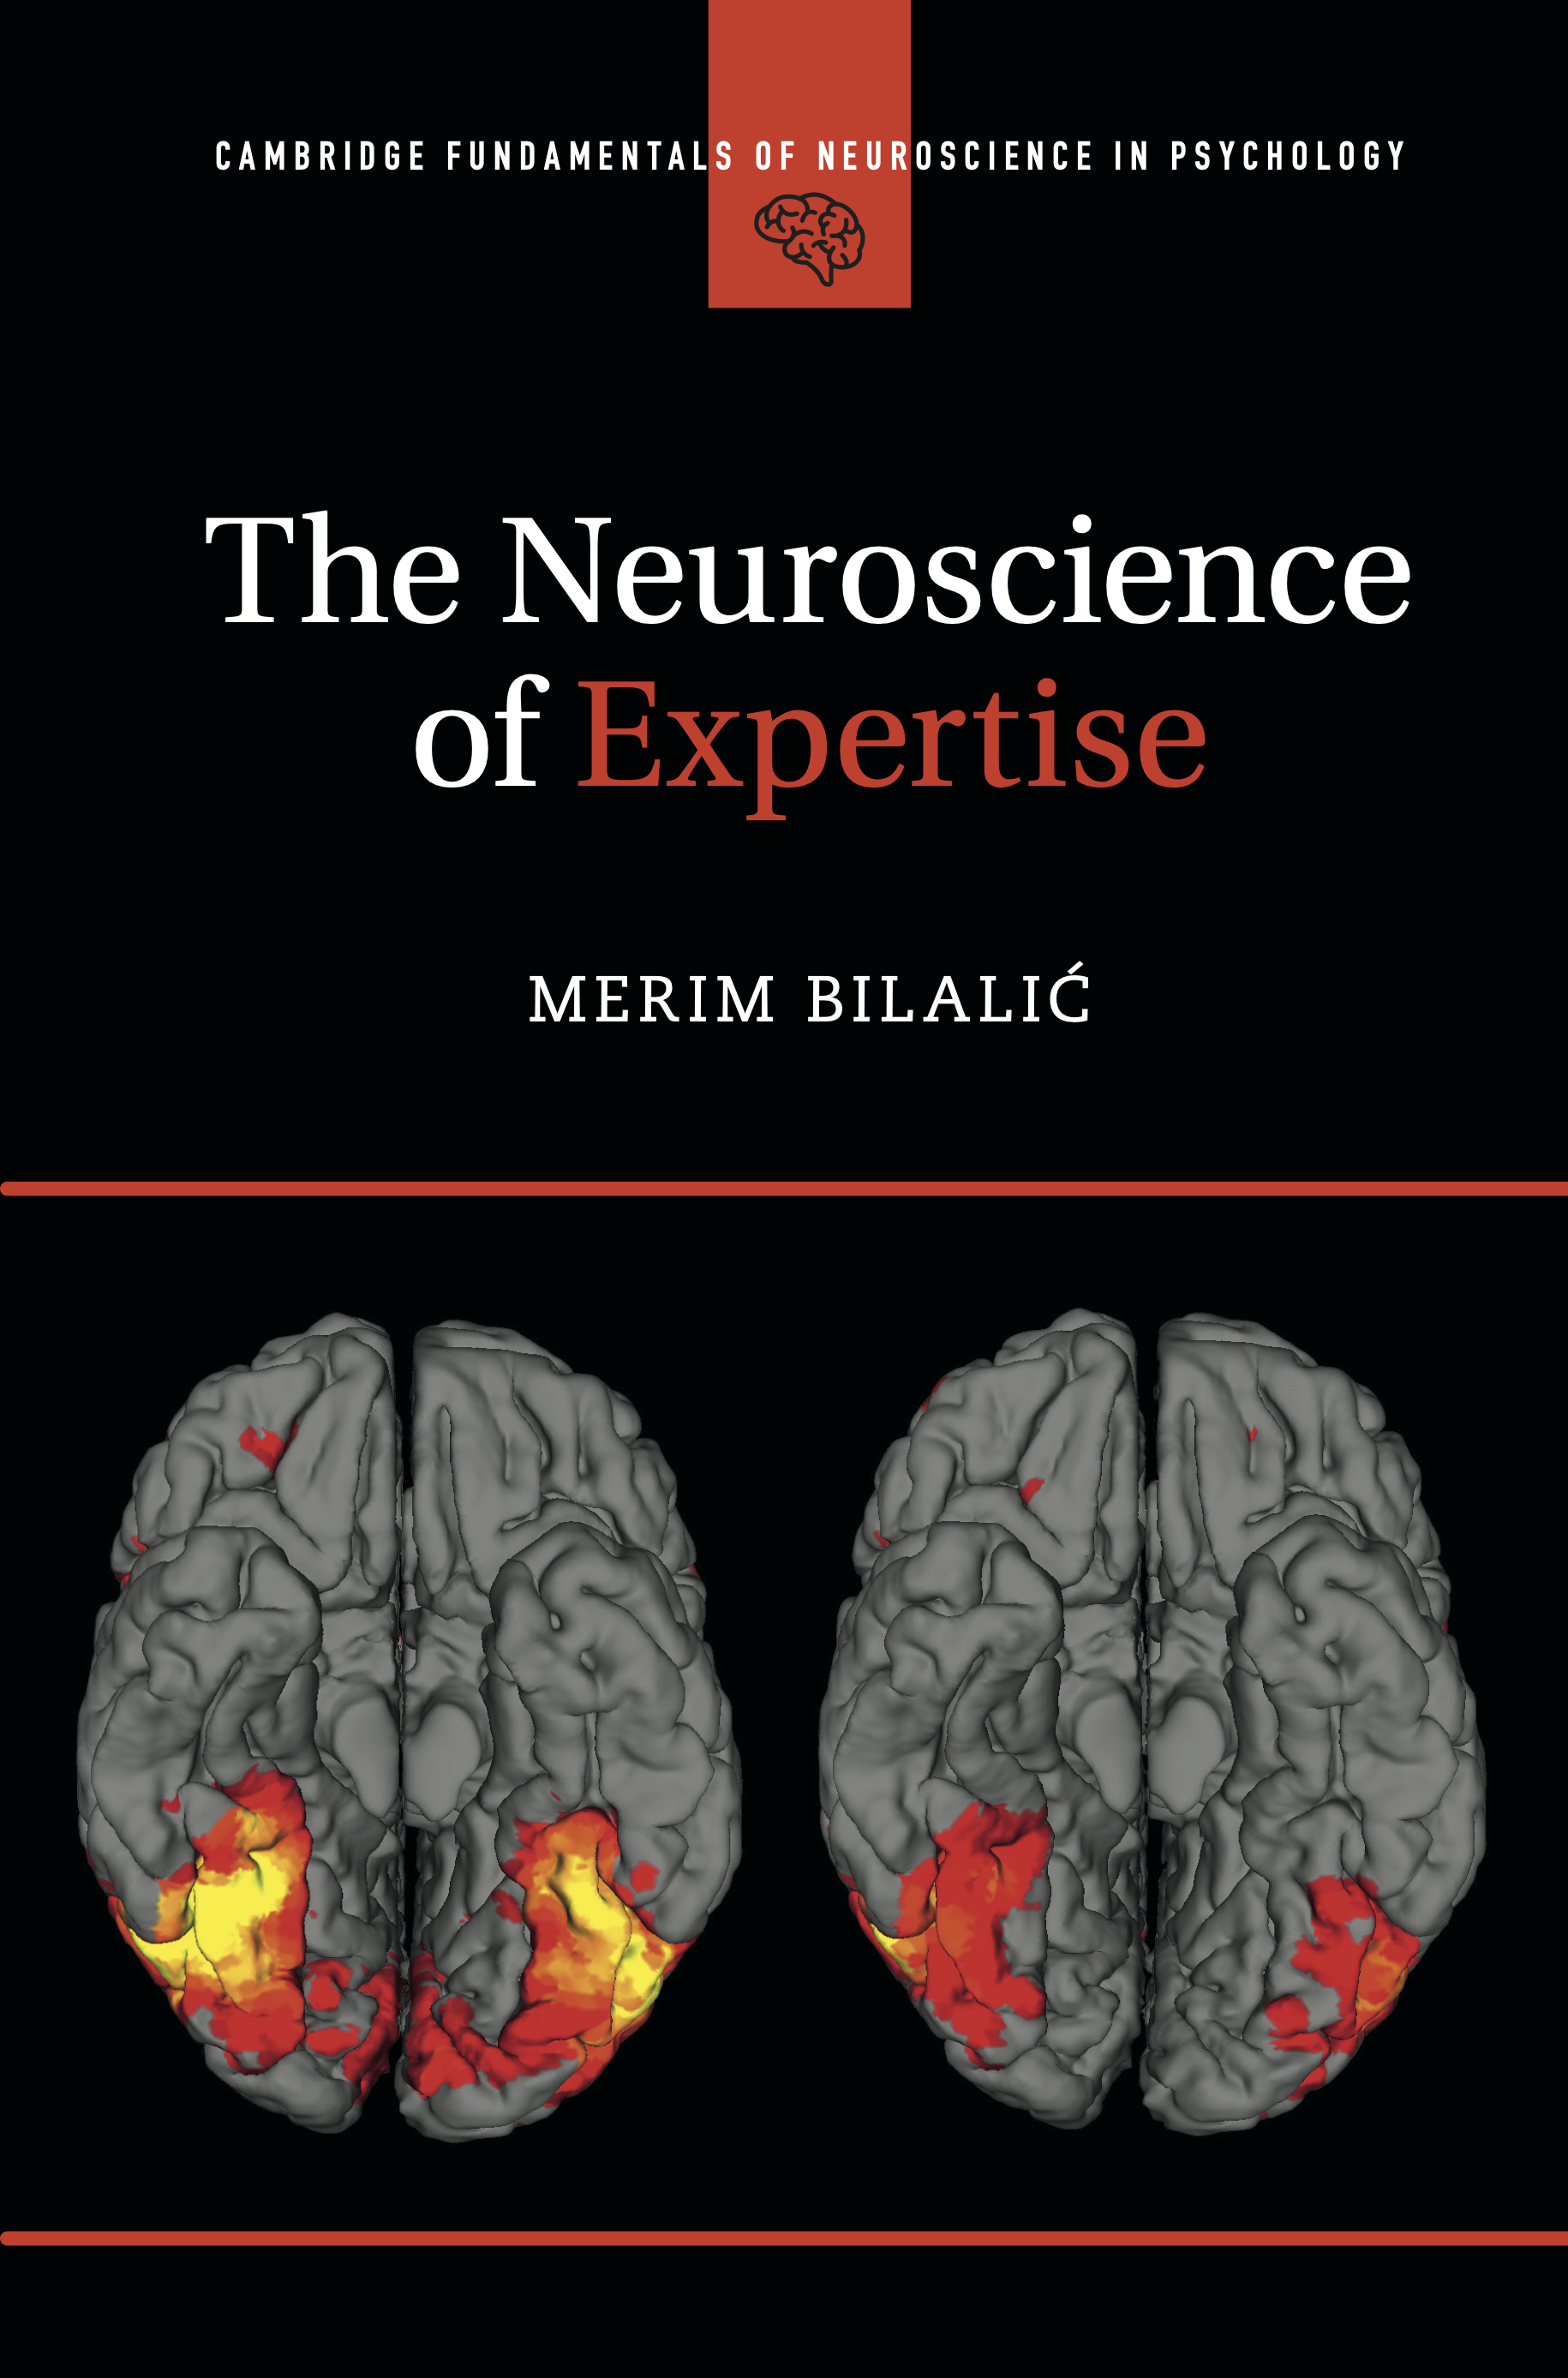 CAMBRIDGE FUNDAMENTALS OF NEUROSCIENCE IN PSYCHOLOGY
The Neuroscience
of Expertise
MERIM BILALIĆ